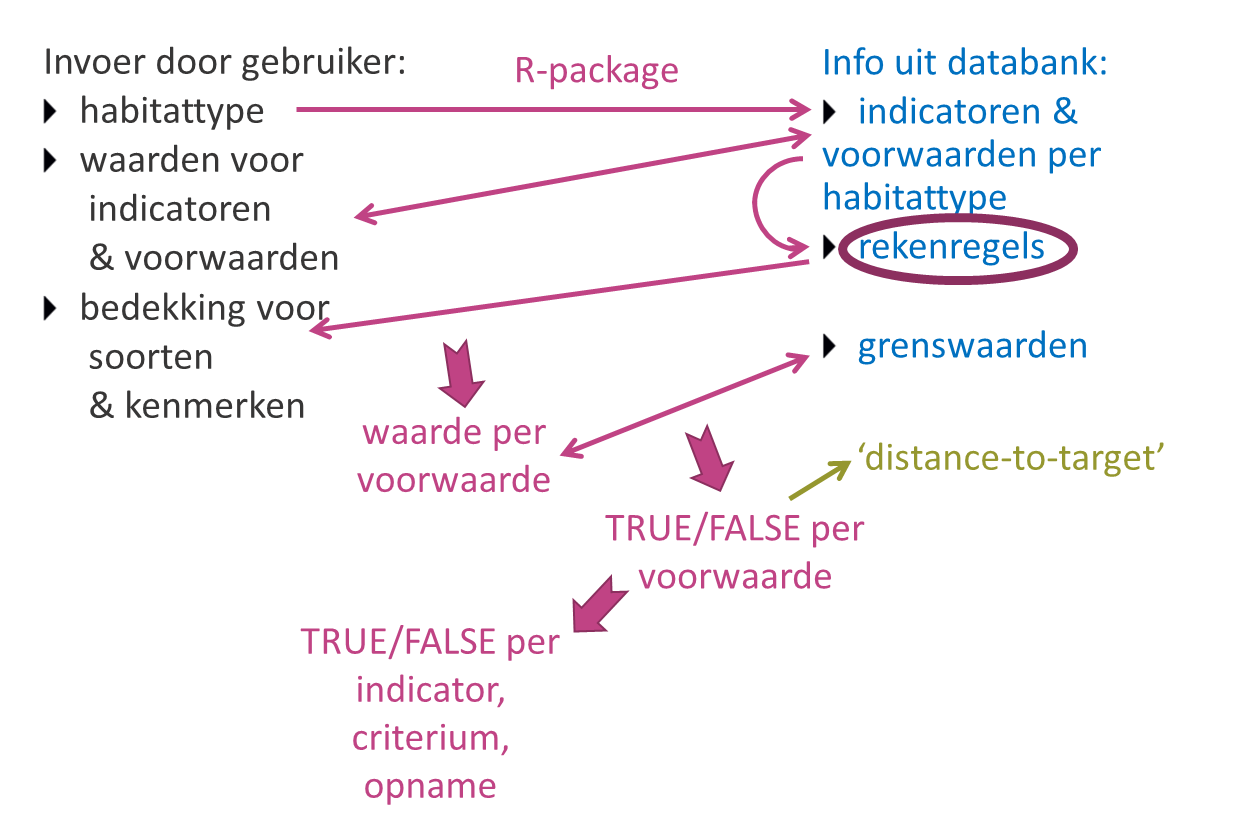 Invoer door gebruiker:
habitattype
waarden voor
indicatoren
& voorwaarden
bedekking voor
soorten
& kenmerken
R-package
Info uit databank:
indicatoren &
voorwaarden per
habitattype
rekenregels
grenswaarden
waarde per
voorwaarde
‘distance-to-target’
TRUE/FALSE per
voorwaarde
TRUE/FALSE per
indicator,
criterium,
opname